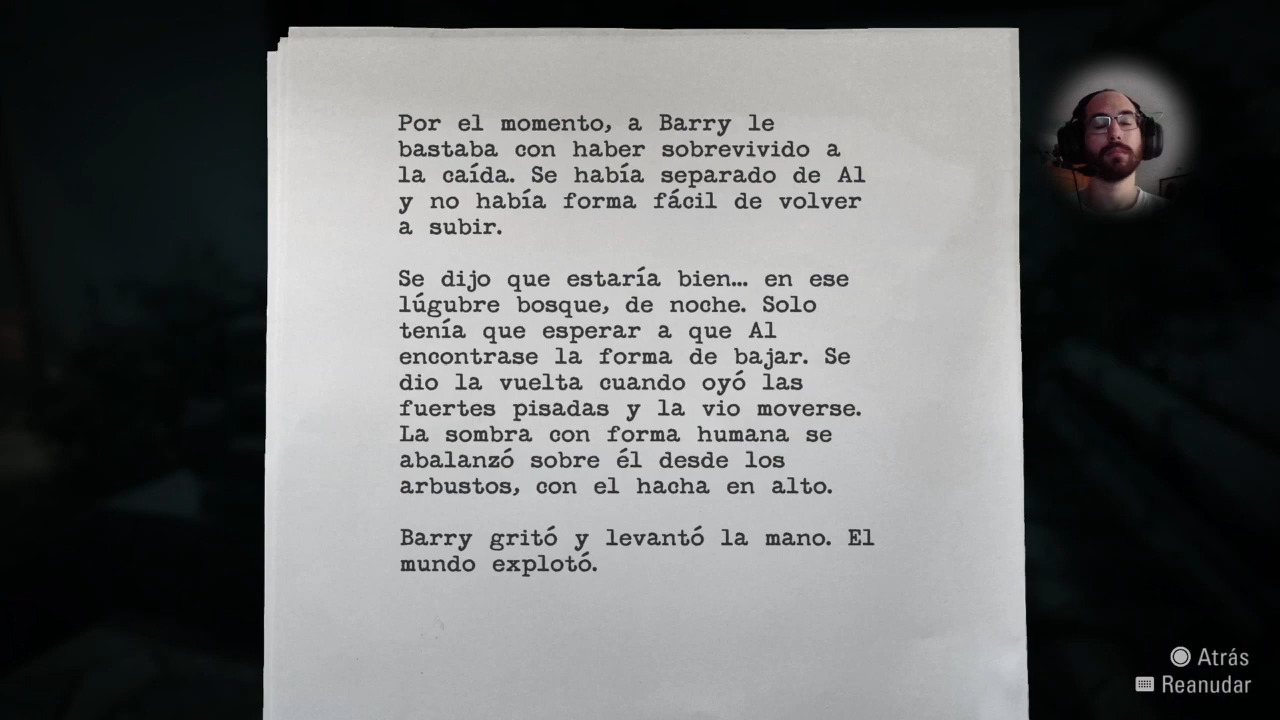 Por el momento, a Barry le
bastaba con haber sobrevivido a
la caída. Se había separado de Al
y no había forma fácil de volver
a subir.
Se dijo que estaría bien… en ese
lúgubre bosque, de noche. Solo
tenía que esperar a que Al
encontrase la forma de bajar. Se
dio la vuelta cuando oyó las
fuertes pisadas y la vio moverse.
La sombra con forma humana se
abalanzó sobre él desde los
arbustos, con el hacha en alto.
Barry gritó y levantó la mano. El
mundo explotó.
Atrás
Reanudar